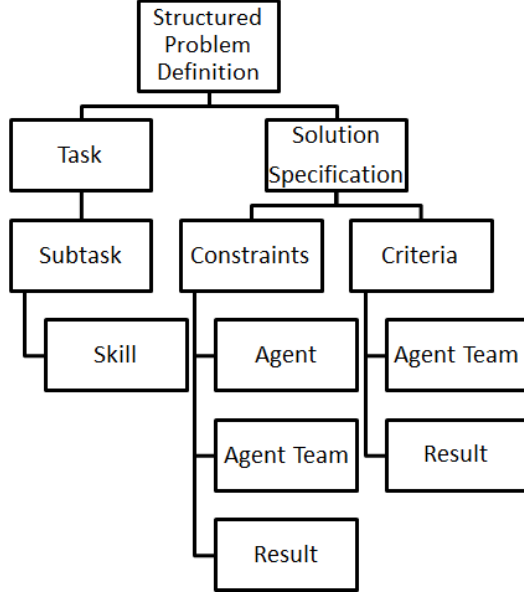 Structured
Problem
Definition
Task
Solution
Specification
Subtask
Constraints
Criteria
Skill
Agent
Agent Team
Agent Team
Result
Result